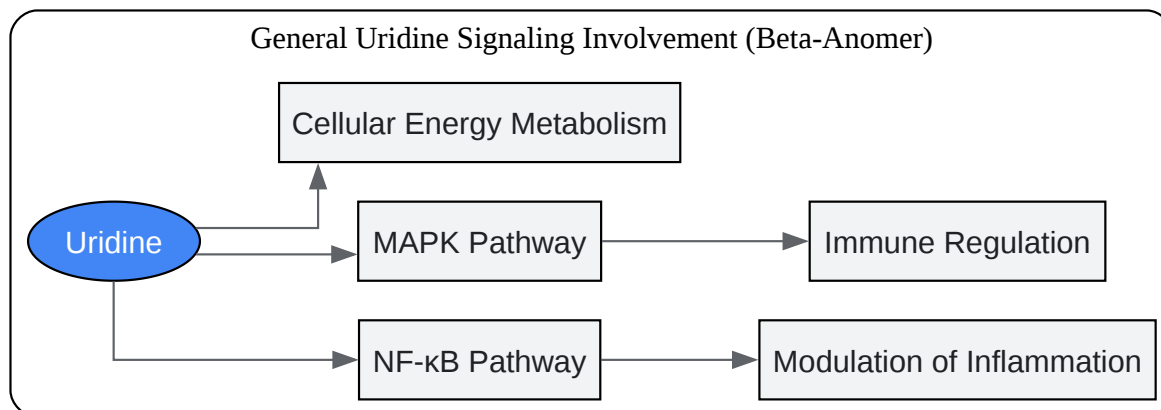 General Uridine Signaling Involvement (Beta-Anomer)
Cellular Energy Metabolism
Uridine
MAPK Pathway
Immune Regulation
NF-κB Pathway
Modulation of Inflammation